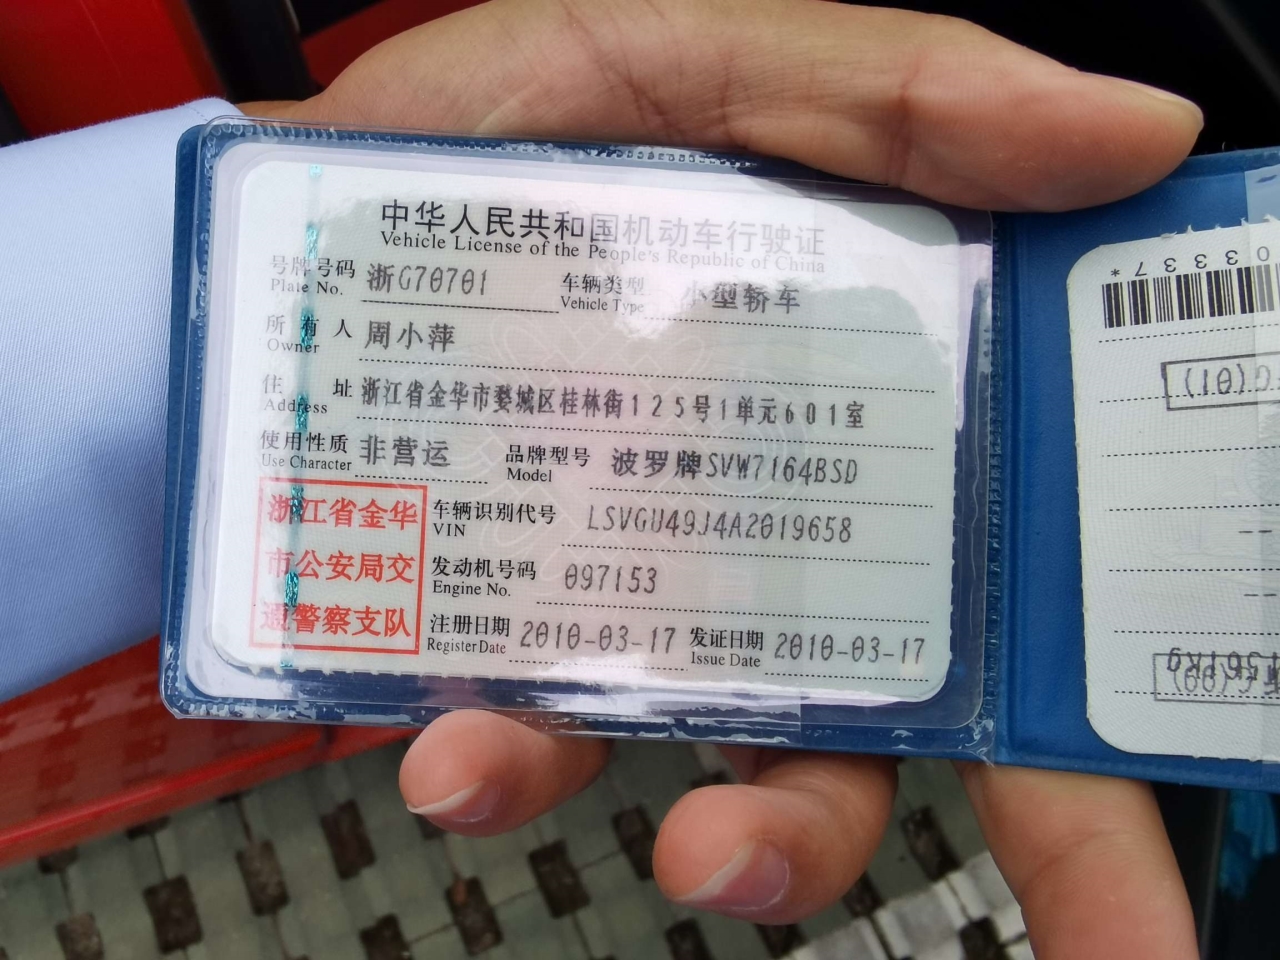 中华人民共和国机动车行驶证
Vehicle License of the People's Republic of China
号牌号码 浙G70701 车辆类型 小型轿车
Plate No. Vehicle Type
所有人 周小萍
Owner
住址 浙江省金华市婺城区桂林街125号1单元601室
Address
使用性质 非营运 品牌型号 波罗牌SVW7164BSD
Use Character Model
浙江省金华
市公安局交
通警察支队
车辆识别代号 LSVGU49J4A2019658
VIN
发动机号码 097153
Engine No.
注册日期 2010-03-17 发证日期 2010-03-17
Register Date Issue Date
0337*
G(01)